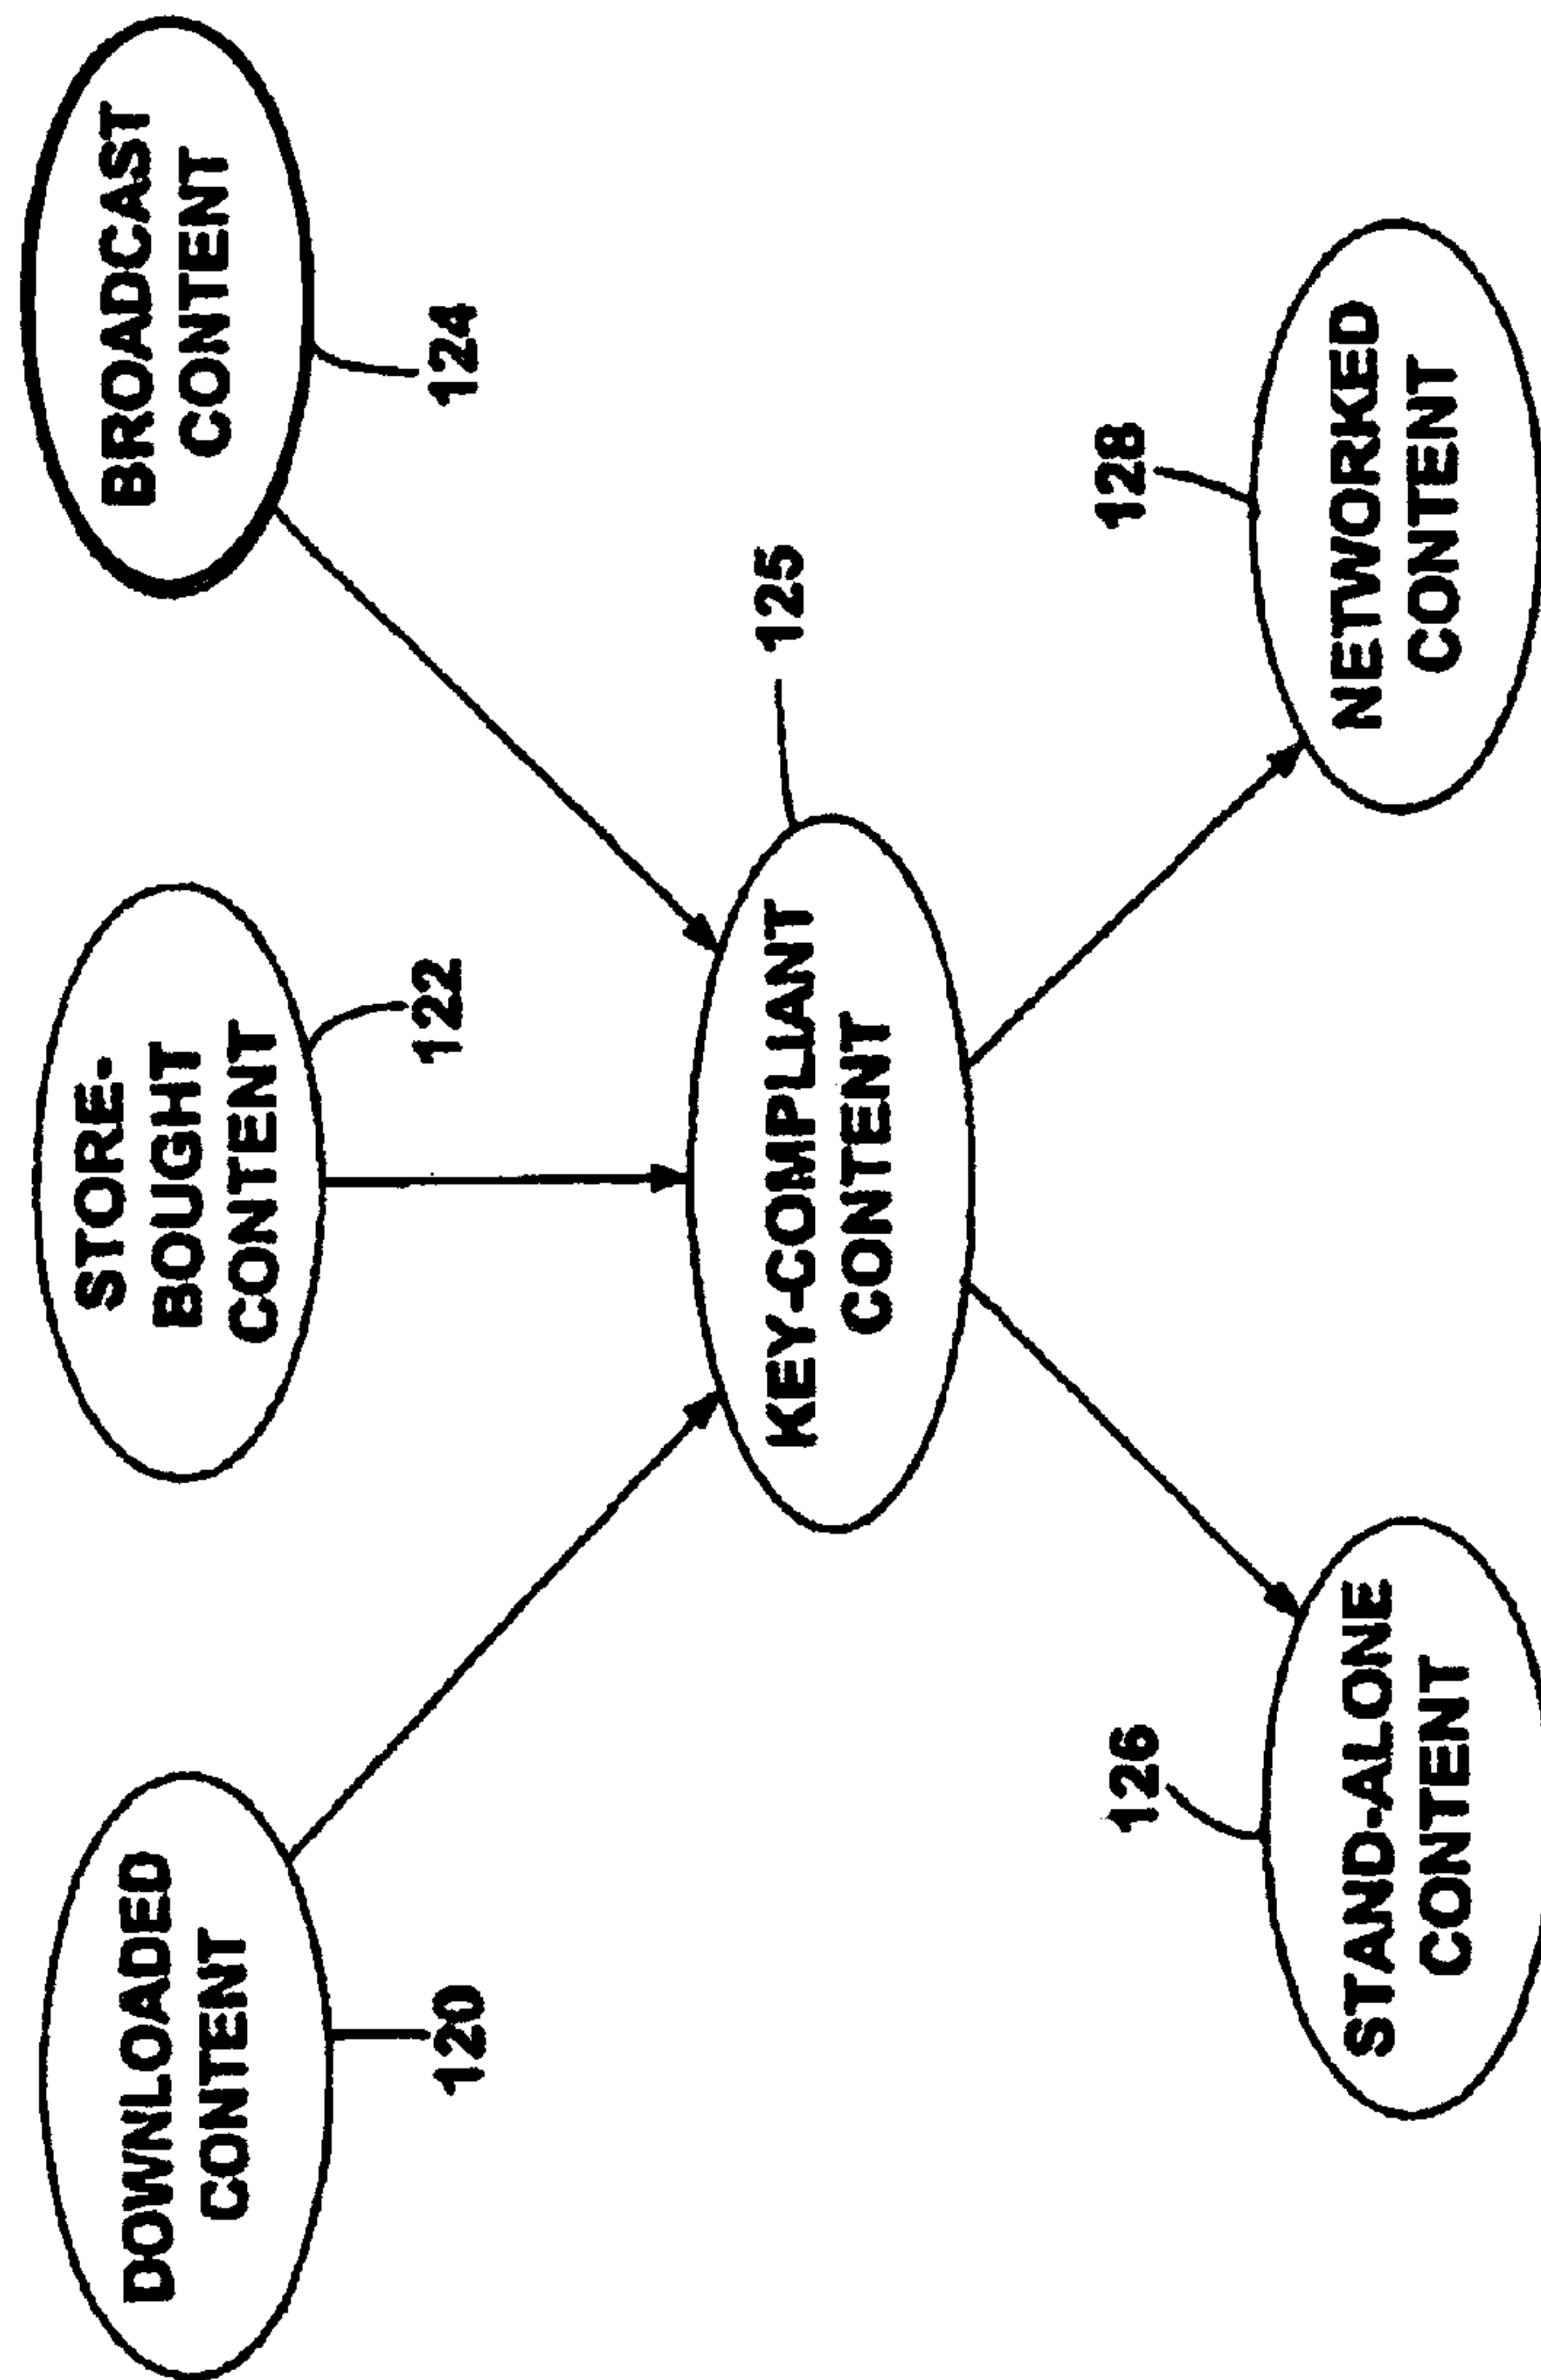 DOWNLOADED
CONTENT
120
STORE-
BOUGHT
CONTENT
122
BROADCAST
CONTENT
124
KEY-COMPLIANT
CONTENT
125
126
STAND-ALONE
CONTENT
128
NETWORKED
CONTENT